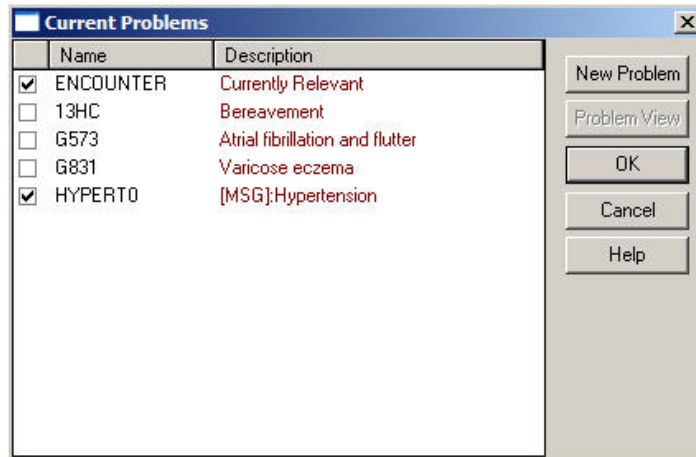 Current Problems
Name Description
ENCOUNTER Currently Relevant
13HC Bereavement
G573 Atrial fibrillation and flutter
G831 Varicose eczema
HYPERT0 [MSG]:Hypertension
New Problem
Problem View
OK
Cancel
Help